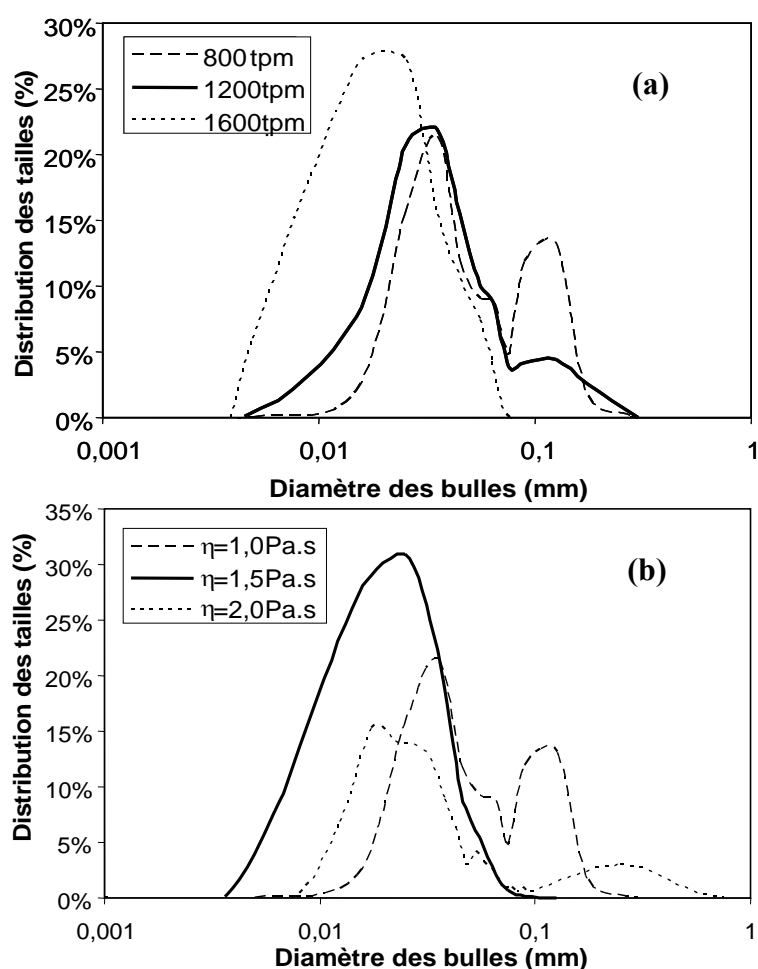 30%
25%
20%
15%
10%
5%
0%
Distribution des tailles (%)
800tpm
1200tpm
1600tpm
(a)
0,001
0,01
0,1
1
Diamètre des bulles (mm)
35%
30%
25%
20%
15%
10%
5%
0%
Distribution des tailles (%)
η=1,0Pa.s
η=1,5Pa.s
η=2,0Pa.s
(b)
0,001
0,01
0,1
1
Diamètre des bulles (mm)